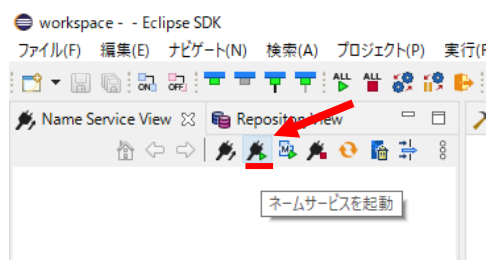 workspace - - Eclipse SDK
ファイル(F) 編集(E) ナビゲート(N) 検索(A) プロジェクト(P) 実行(R
ON OFF ALL ALL
Name Service View Repository View
ネームサービスを起動